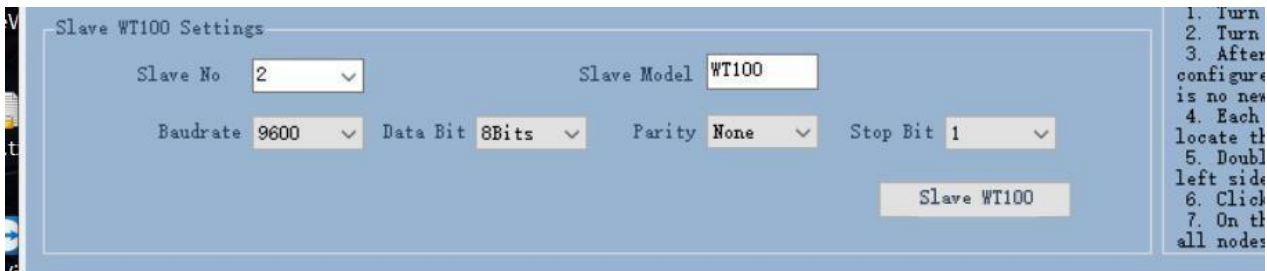 Slave WT100 Settings
Slave No 2
Slave Model WT100
Baudrate 9600
Data Bit 8Bits
Parity None
Stop Bit 1
Slave WT100
1. Turn
2. Turn
3. After
configure
is no new
4. Each
locate th
5. Doubl
left side
6. Click
7. On th
all nodes